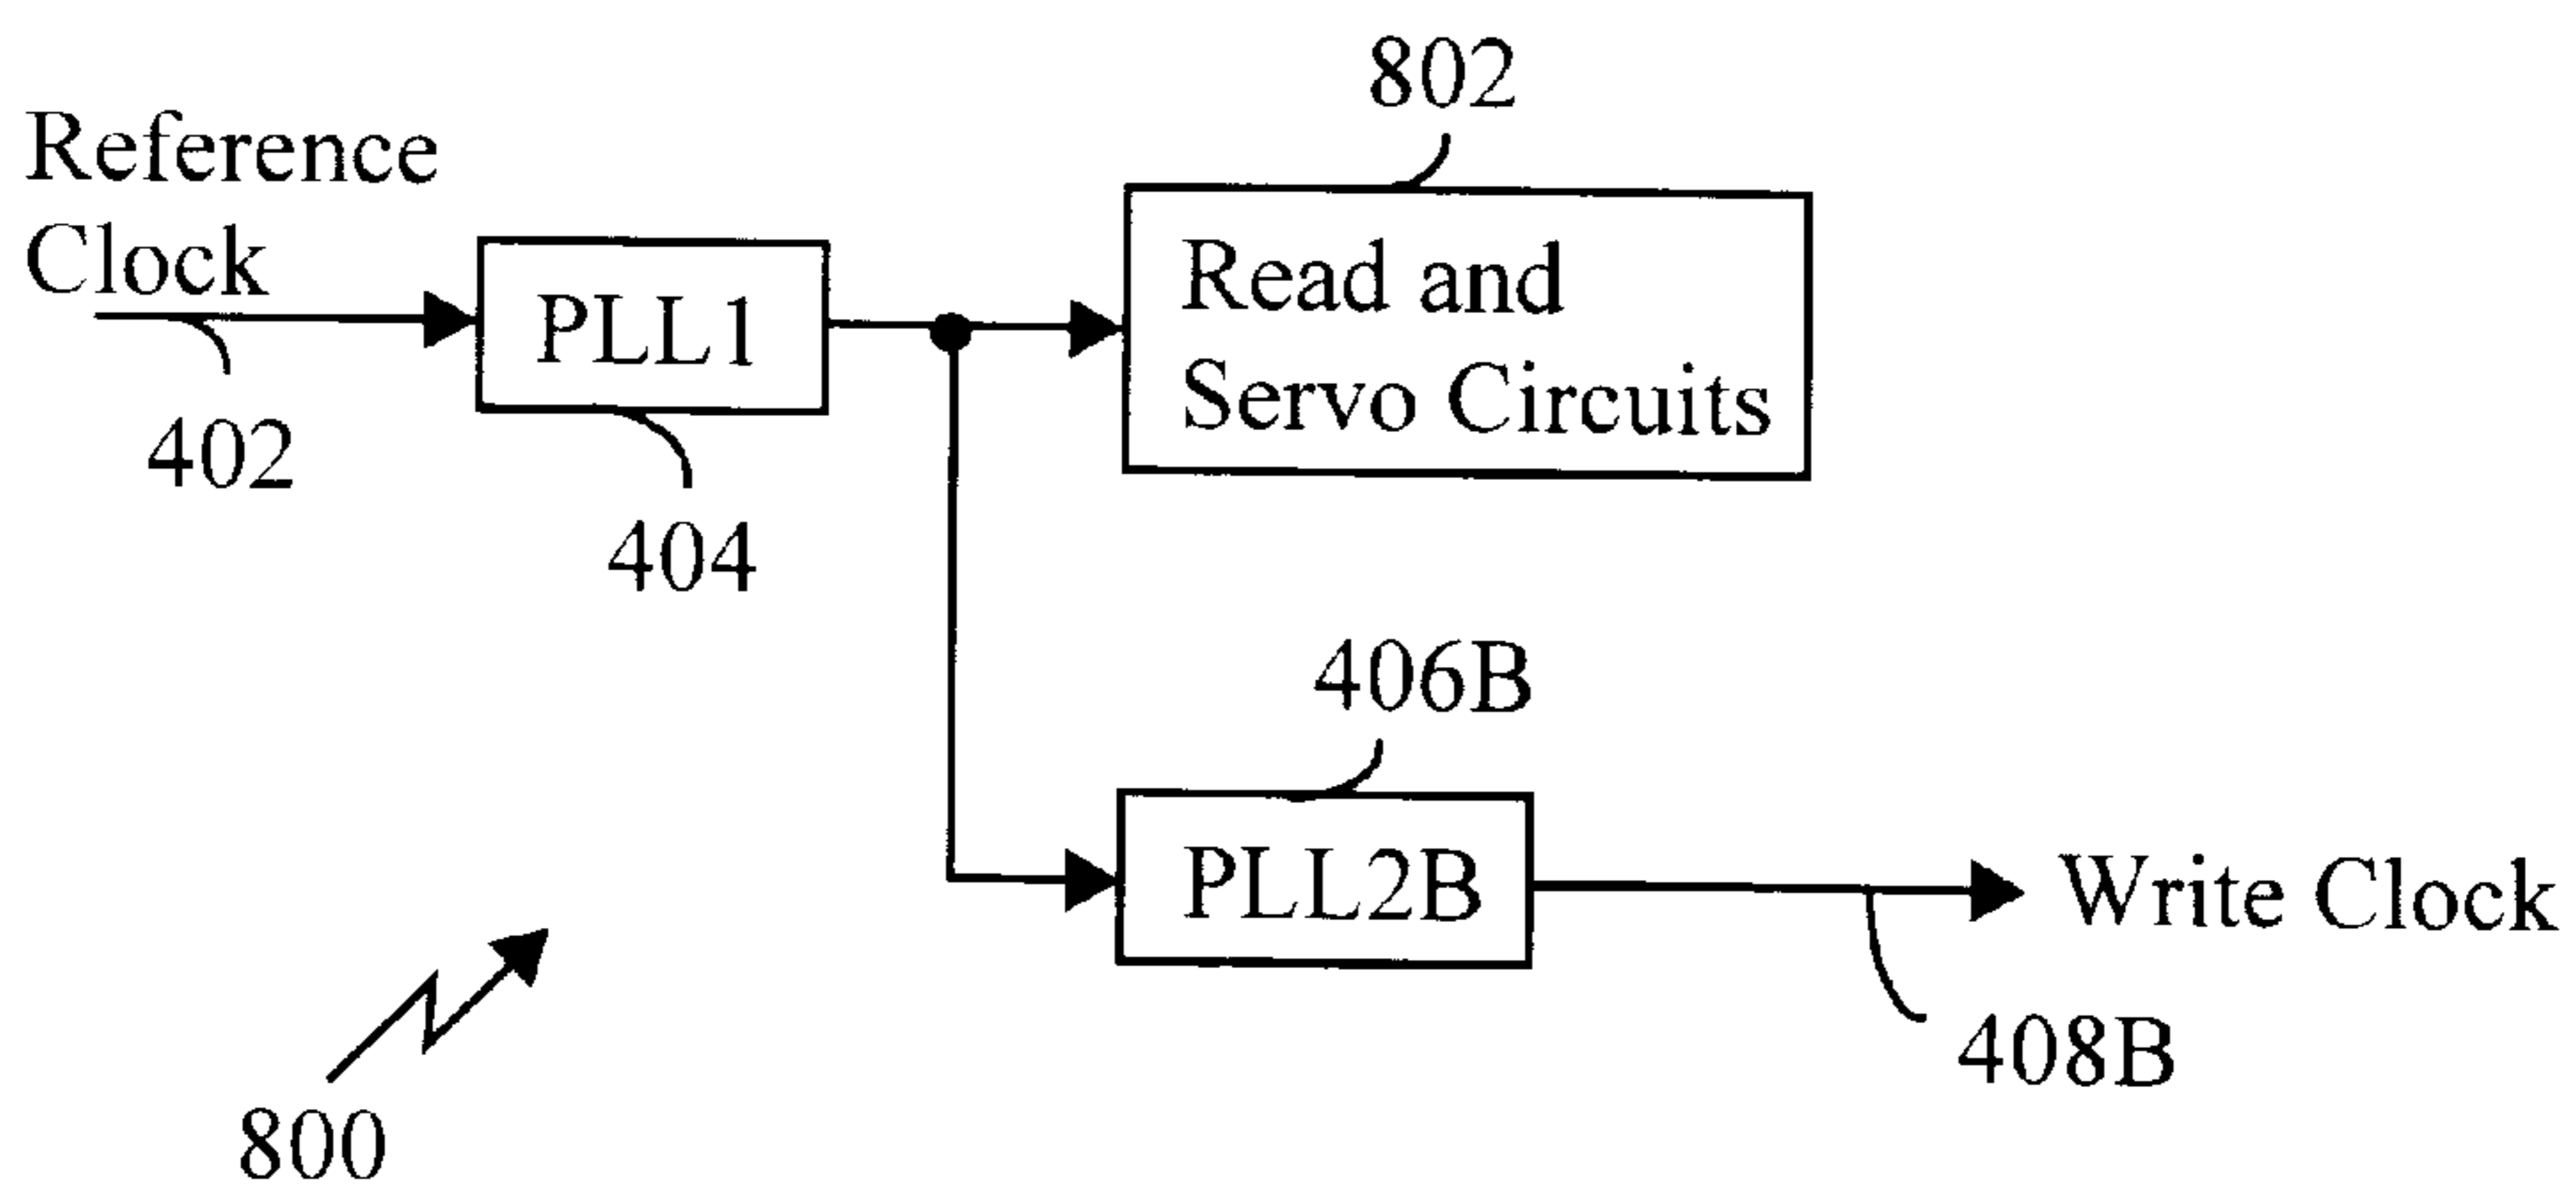 802
Reference
Clock
PLL1
Read and
Servo Circuits
402
404
406B
PLL2B
Write Clock
408B
800